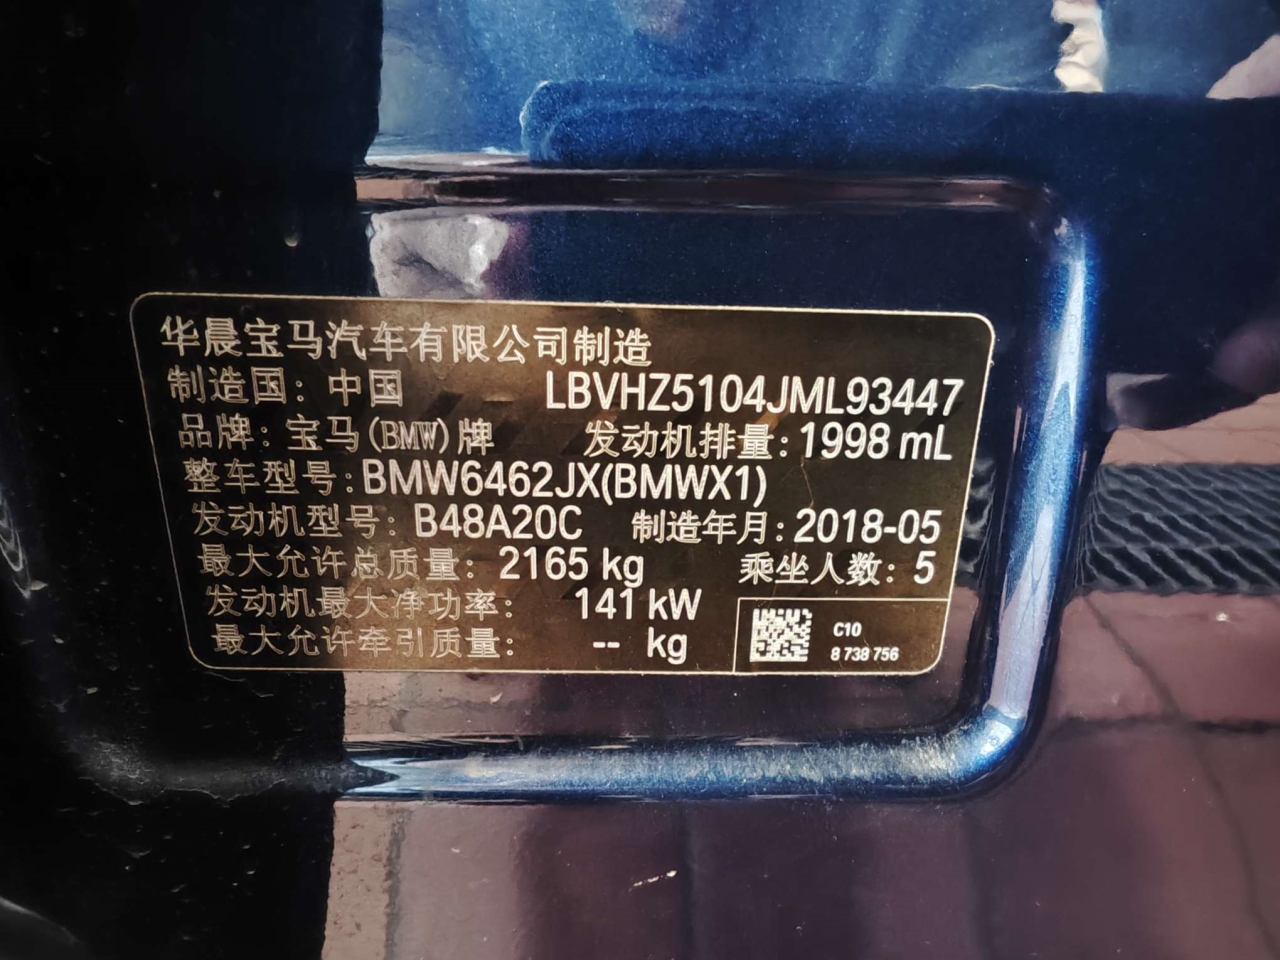 华晨宝马汽车有限公司制造
制造国：中国 LBVHZ5104JML93447
品牌：宝马(BMW)牌 发动机排量：1998 mL
整车型号：BMW6462JX(BMWX1)
发动机型号：B48A20C 制造年月：2018-05
最大允许总质量：2165 kg 乘坐人数：5
发动机最大净功率：141 kW
最大允许牵引质量：-- kg
C10
8 738 756